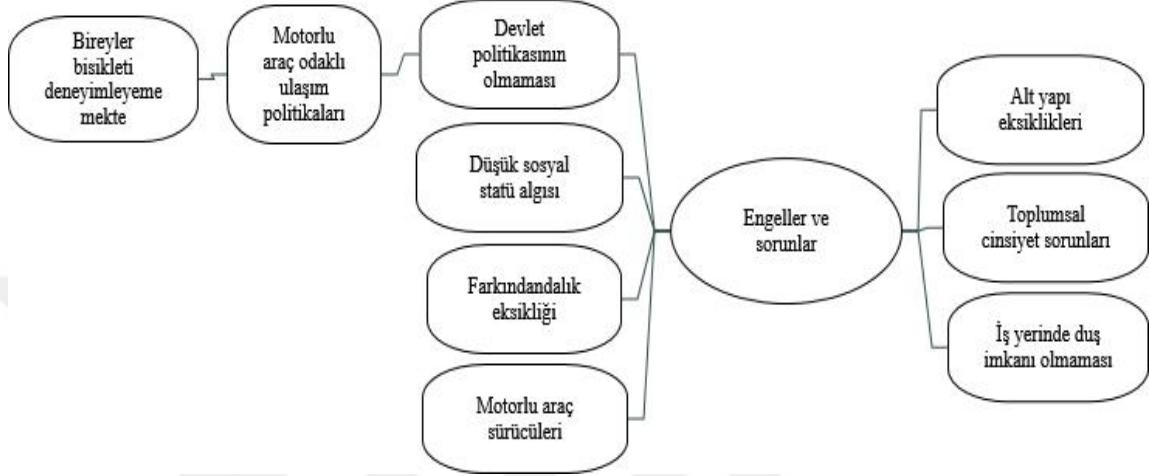 Bireyler
bisikleti
deneyimleyeme
mekte
Motorlu
araç odaklı
ulaşım
politikaları
Devlet
politikasının
olmaması
Düşük sosyal
statü algısı
Farkındandalık
eksikliği
Motorlu araç
sürücüleri
Engeller ve
sorunlar
Alt yapı
eksiklikleri
Toplumsal
cinsiyet sorunları
İş yerinde duş
imkanı olmaması